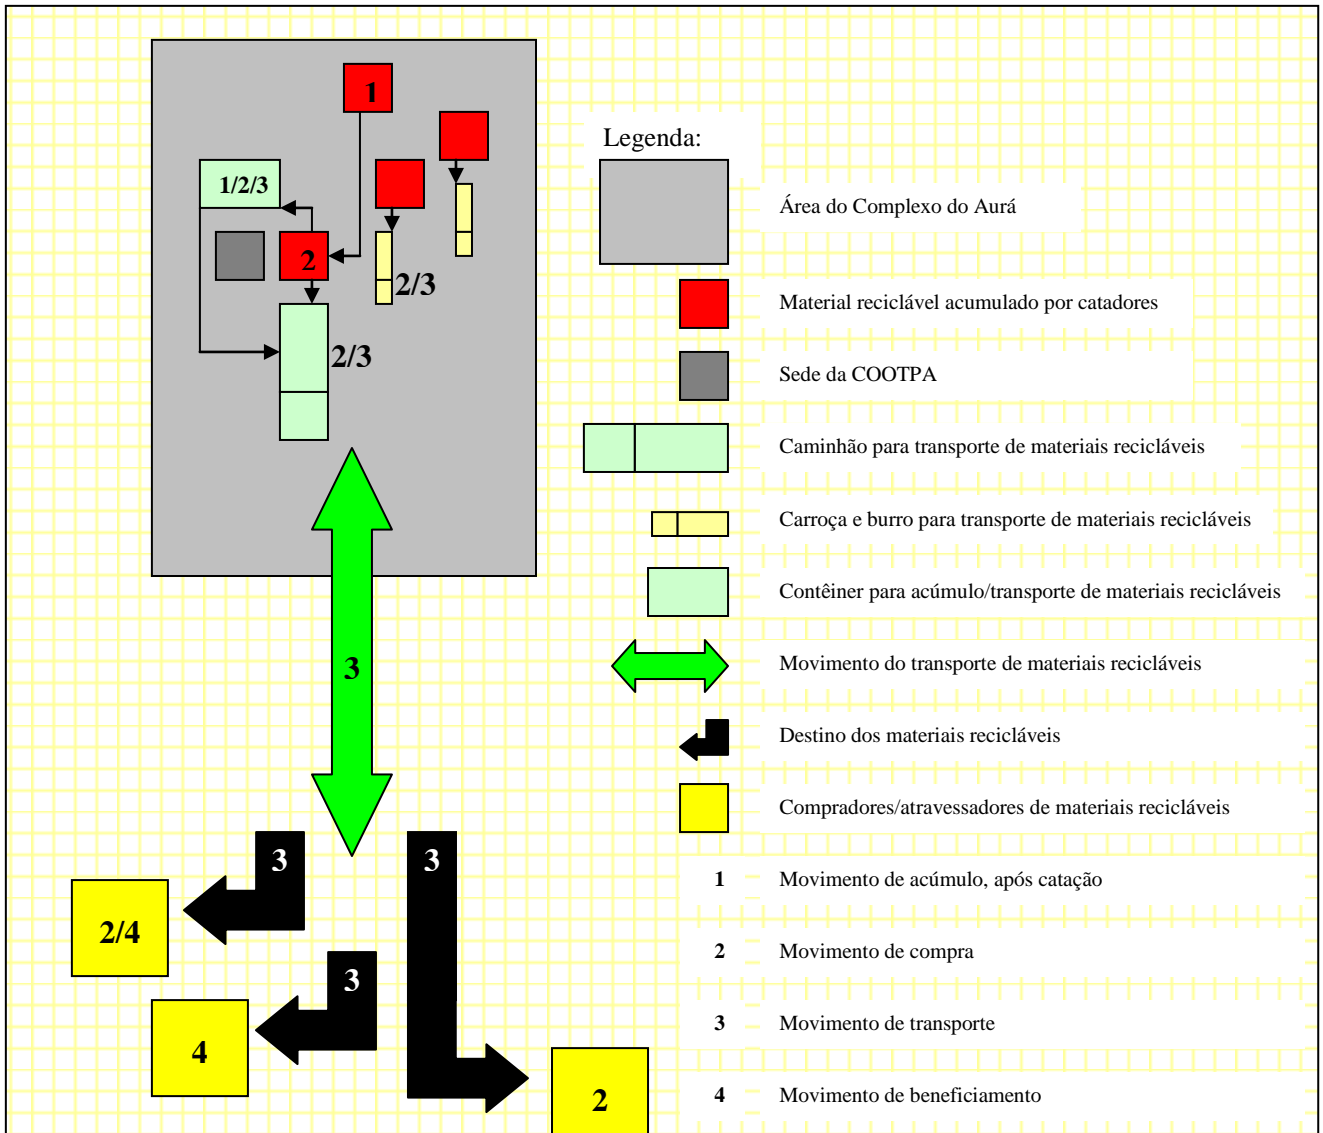 1
1/2/3
2
2/3
2/3
3
3
3
2/4
3
4
2
Legenda:
Área do Complexo do Aurá
Material reciclável acumulado por catadores
Sede da COOTPA
Caminhão para transporte de materiais recicláveis
Carroça e burro para transporte de materiais recicláveis
Contêiner para acúmulo/transporte de materiais recicláveis
Movimento do transporte de materiais recicláveis
Destino dos materiais recicláveis
Compradores/atravessadores de materiais recicláveis
1 Movimento de acúmulo, após catação
2 Movimento de compra
3 Movimento de transporte
4 Movimento de beneficiamento